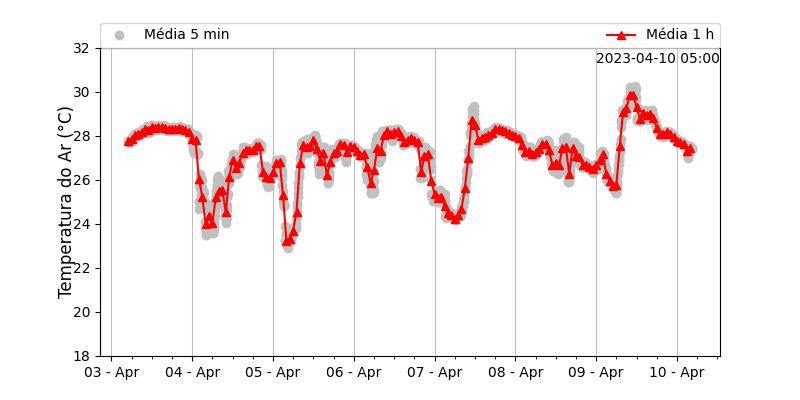 Média 5 min
Média 1 h
2023-04-10 05:00
Temperatura do Ar (°C)
32
30
28
26
24
22
20
18
03 - Apr
04 - Apr
05 - Apr
06 - Apr
07 - Apr
08 - Apr
09 - Apr
10 - Apr